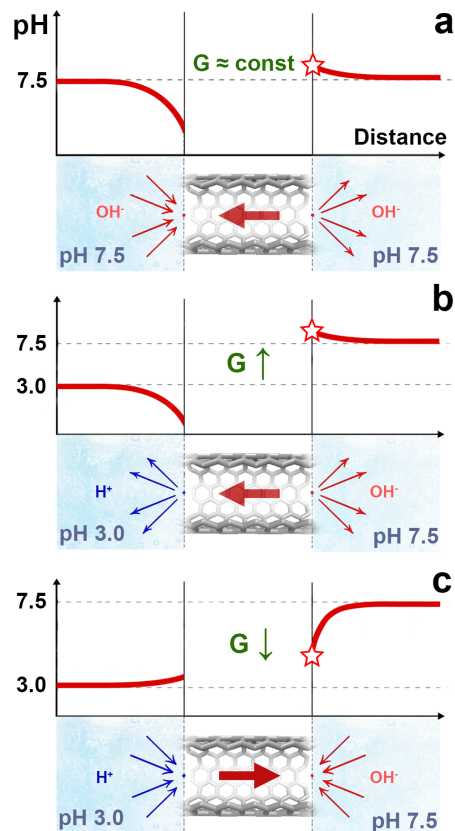 pH
a
7.5
G ≈ const
Distance
OH-
OH-
pH 7.5
pH 7.5
b
7.5
3.0
G ↑
H+
OH-
pH 3.0
pH 7.5
c
7.5
3.0
G ↓
H+
OH-
pH 3.0
pH 7.5